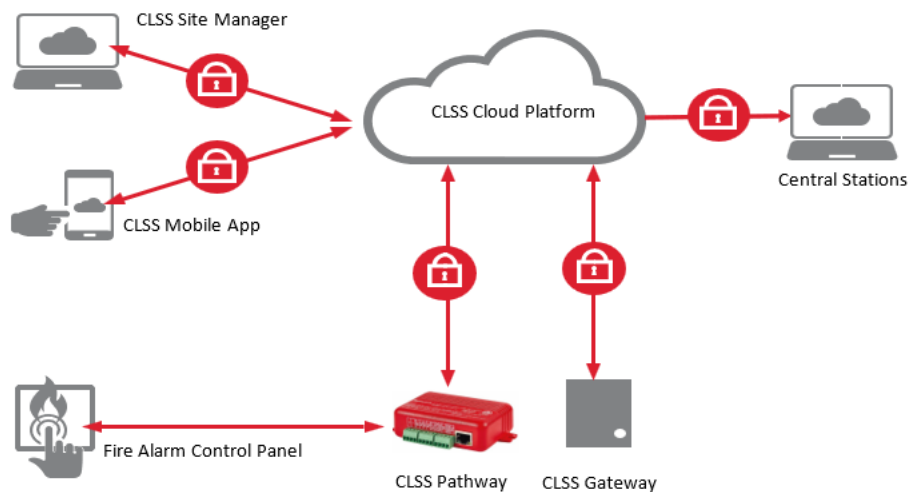 CLSS Site Manager
CLSS Cloud Platform
Central Stations
CLSS Mobile App
Fire Alarm Control Panel
CLSS Pathway
CLSS Gateway